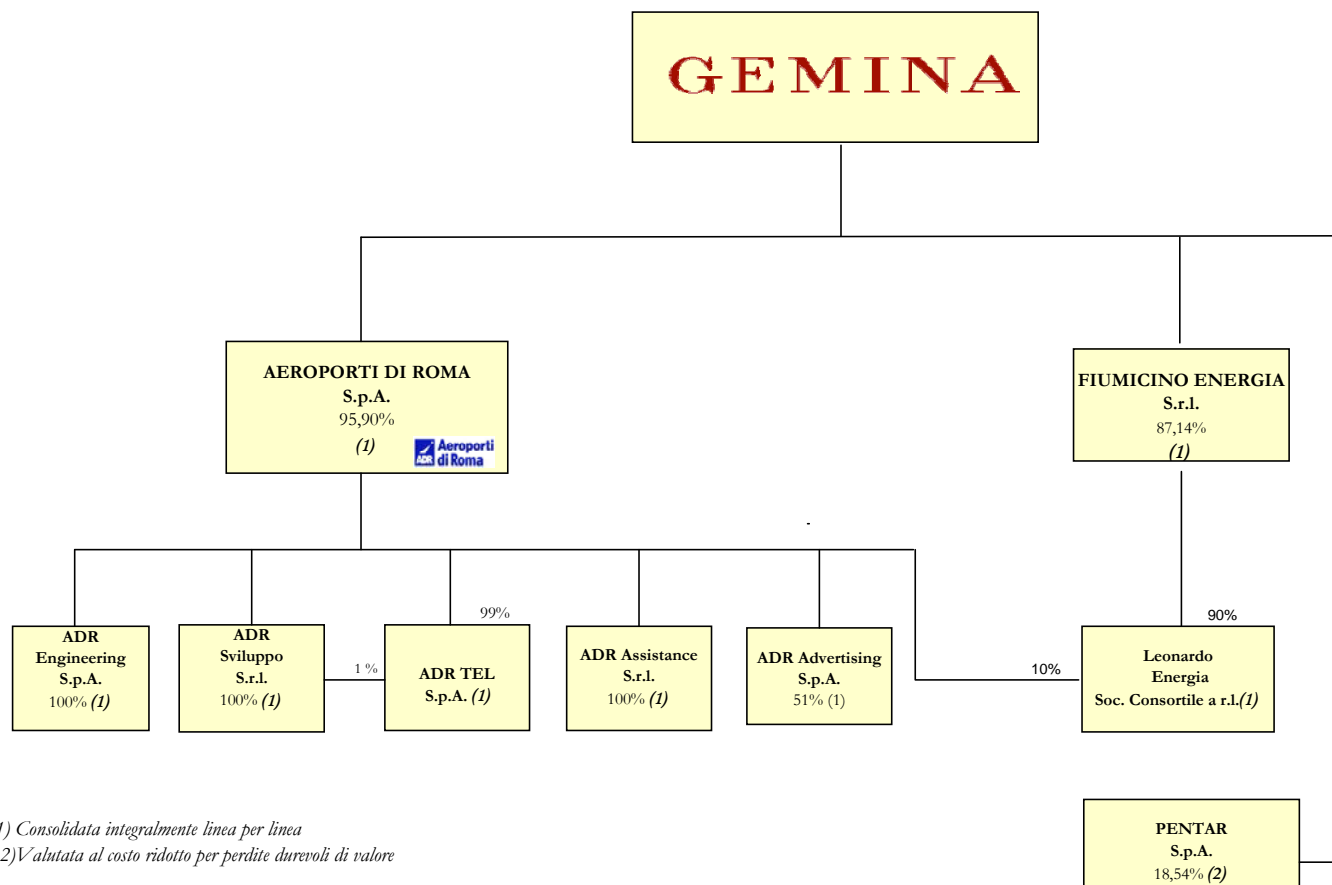 GEMINA
AEROPORTI DI ROMA
S.p.A.
95,90%
(1)
Aeroporti
di Roma
ADR
FIUMICINO ENERGIA
S.r.l.
87,14%
(1)
99%
90%
ADR
Engineering
S.p.A.
100% (1)
ADR
Sviluppo
S.r.l.
100% (1)
1 %
ADR TEL
S.p.A. (1)
ADR Assistance
S.r.l.
100% (1)
ADR Advertising
S.p.A.
51% (1)
10%
Leonardo
Energia
Soc. Consortile a r.l.(1)
1) Consolidata integralmente linea per linea
2)Valutata al costo ridotto per perdite durevoli di valore
PENTAR
S.p.A.
18,54% (2)